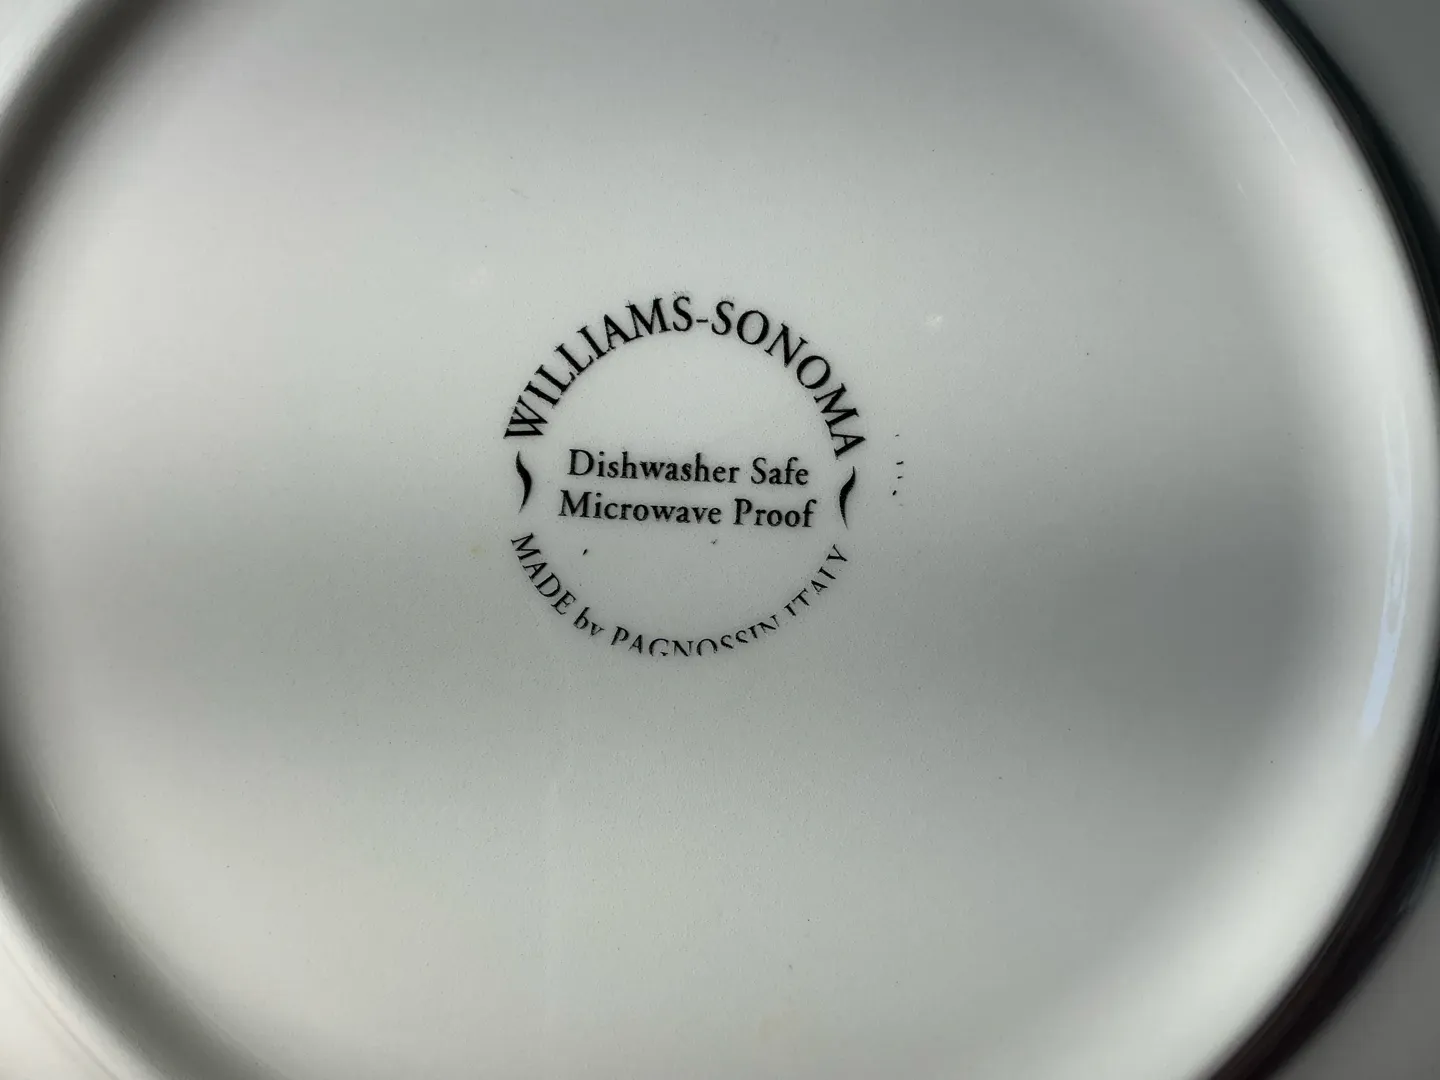 WILLIAMS-SONOMA
Dishwasher Safe
Microwave Proof
MADE by PAGNOSSIN ITALY